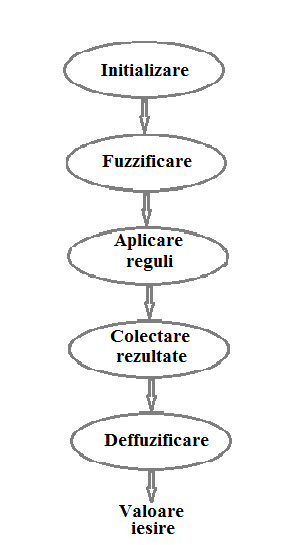 Initializare
Fuzzificare
Aplicare
reguli
Colectare
rezultate
Deffuzificare
Valoare
iesire